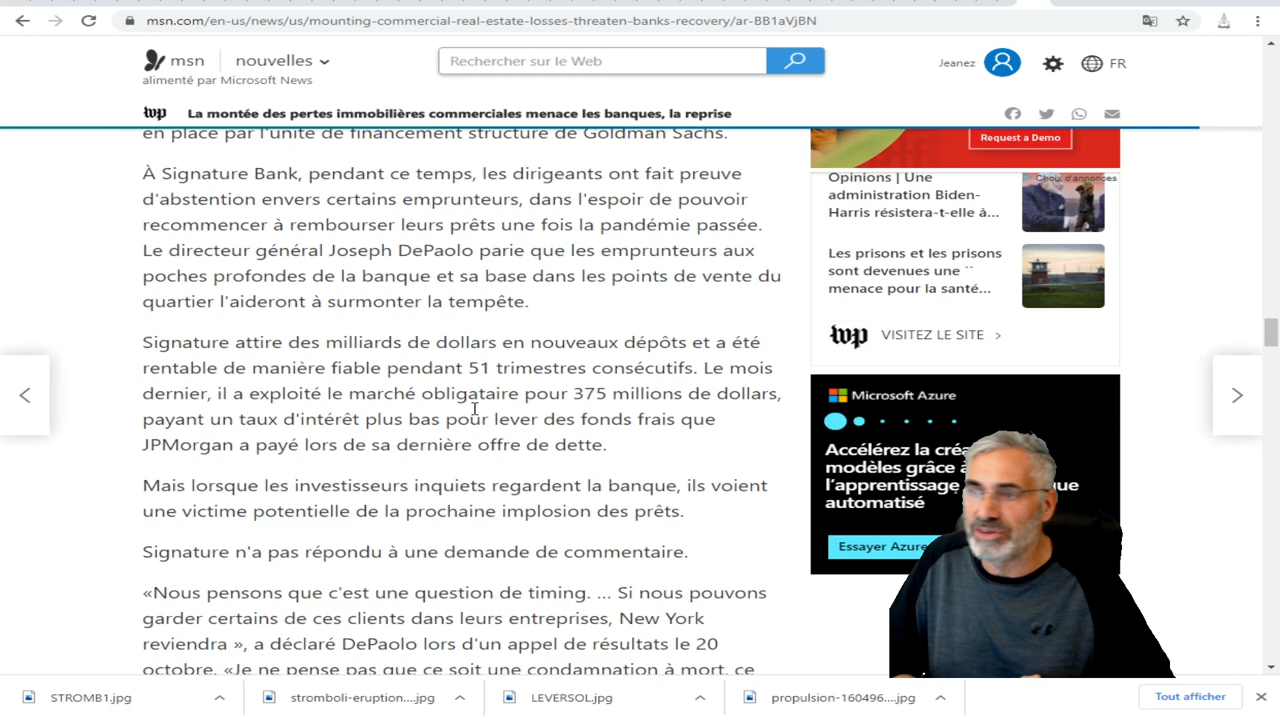 msn.com/en-us/news/us/mounting-commercial-real-estate-losses-threaten-banks-recovery/ar-BB1aVjBN
msn
nouvelles
alimenté par Microsoft News
Rechercher sur le Web
Jeanez
FR
wp
La montée des pertes immobilières commerciales menace les banques, la reprise
en place par l'unité de financement structuré de Goldman Sachs.
À Signature Bank, pendant ce temps, les dirigeants ont fait preuve
d'abstention envers certains emprunteurs, dans l'espoir de pouvoir
recommencer à rembourser leurs prêts une fois la pandémie passée.
Le directeur général Joseph DePaolo parie que les emprunteurs aux
poches profondes de la banque et sa base dans les points de vente du
quartier l'aideront à surmonter la tempête.
Signature attire des milliards de dollars en nouveaux dépôts et a été
rentable de manière fiable pendant 51 trimestres consécutifs. Le mois
dernier, il a exploité le marché obligataire pour 375 millions de dollars,
payant un taux d'intérêt plus bas pour lever des fonds frais que
JPMorgan a payé lors de sa dernière offre de dette.
Mais lorsque les investisseurs inquiets regardent la banque, ils voient
une victime potentielle de la prochaine implosion des prêts.
Signature n'a pas répondu à une demande de commentaire.
«Nous pensons que c'est une question de timing. ... Si nous pouvons
garder certains de ces clients dans leurs entreprises, New York
reviendra », a déclaré DePaolo lors d'un appel de résultats le 20
octobre. «Je ne pense pas que ce soit une condamnation à mort, ce
Request a Demo
Choix d'annonces
Opinions | Une
administration Biden-
Harris résistera-t-elle à...
Les prisons et les prisons
sont devenues une ``
menace pour la santé...
wp
VISITEZ LE SITE
Microsoft Azure
Accélérez la créa
modèles grâce à
l'apprentissage que
automatisé
Essayer Azure
STROMB1.jpg
stromboli-eruption....jpg
LEVERSOL.jpg
propulsion-160496....jpg
Tout afficher